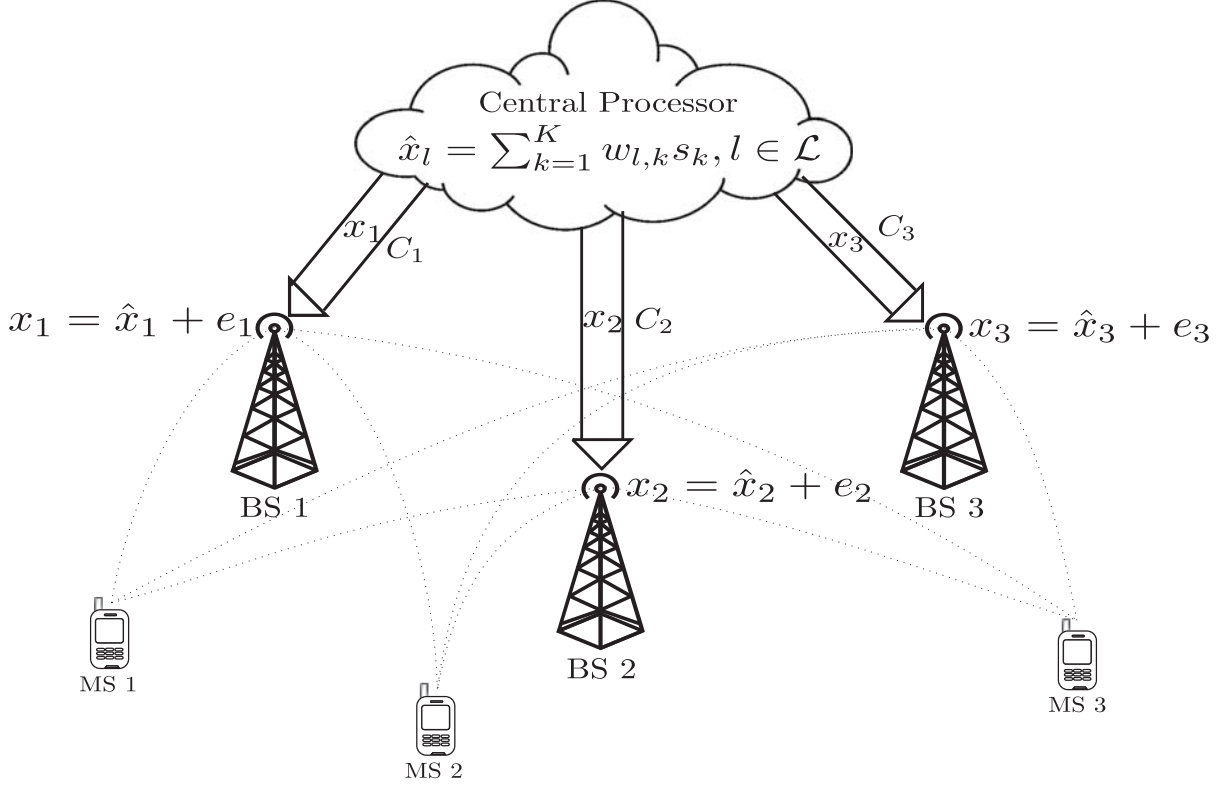 Central Processor
x̂_l = ∑_{k=1}^{K} w_{l,k} s_k, l ∈ ℒ
x_1
C_1
x_3
C_3
x_2
C_2
x_1 = x̂_1 + e_1
x_3 = x̂_3 + e_3
x_2 = x̂_2 + e_2
BS 1
BS 3
BS 2
MS 1
MS 3
MS 2